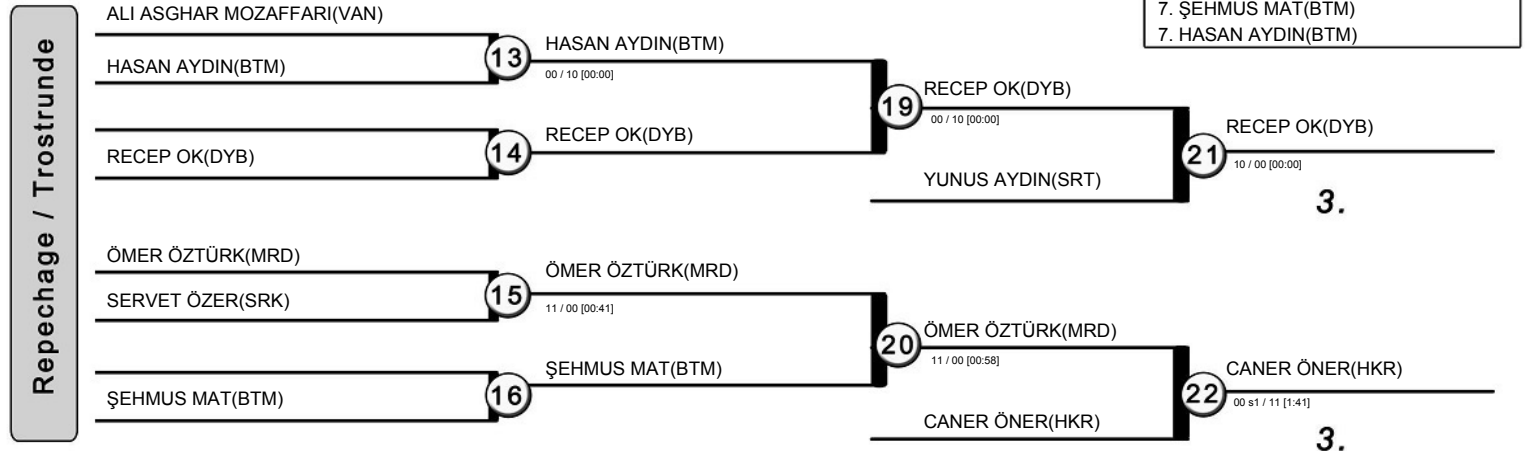 Repechage / Trostrunde
7. ŞEHMUS MAT(BTM)
7. HASAN AYDIN(BTM)
ALI ASGHAR MOZAFFARI(VAN)
HASAN AYDIN(BTM)
13
HASAN AYDIN(BTM)
00 / 10 [00:00]
RECEP OK(DYB)
14
RECEP OK(DYB)
19
RECEP OK(DYB)
00 / 10 [00:00]
YUNUS AYDIN(SRT)
21
RECEP OK(DYB)
10 / 00 [00:00]
3.
ÖMER ÖZTÜRK(MRD)
SERVET ÖZER(SRK)
15
ÖMER ÖZTÜRK(MRD)
11 / 00 [00:41]
ŞEHMUS MAT(BTM)
16
ŞEHMUS MAT(BTM)
20
ÖMER ÖZTÜRK(MRD)
11 / 00 [00:58]
CANER ÖNER(HKR)
22
CANER ÖNER(HKR)
00 s1 / 11 [1:41]
3.